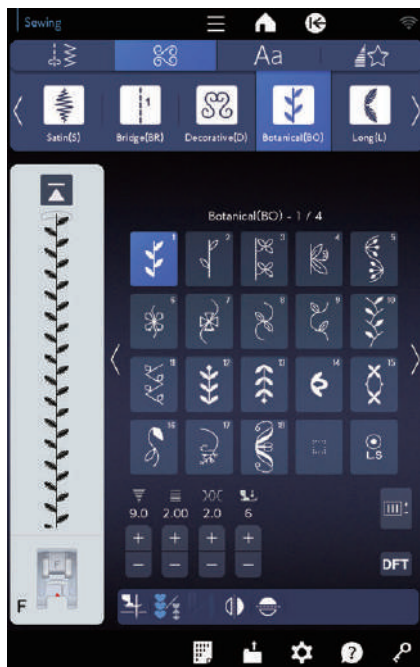 Sewing
Aa
Satin(S) Bridge(BR) Decorative(D) Botanical(BO) Long(L)
1
Botanical(BO) - 1 / 4
1 2 3 4 5
6 7 8 9 10
11 12 13 14 15
16 17 18 LS
9.0 2.00 2.0 6
+ + + +
− − − −
DFT
F
F
?